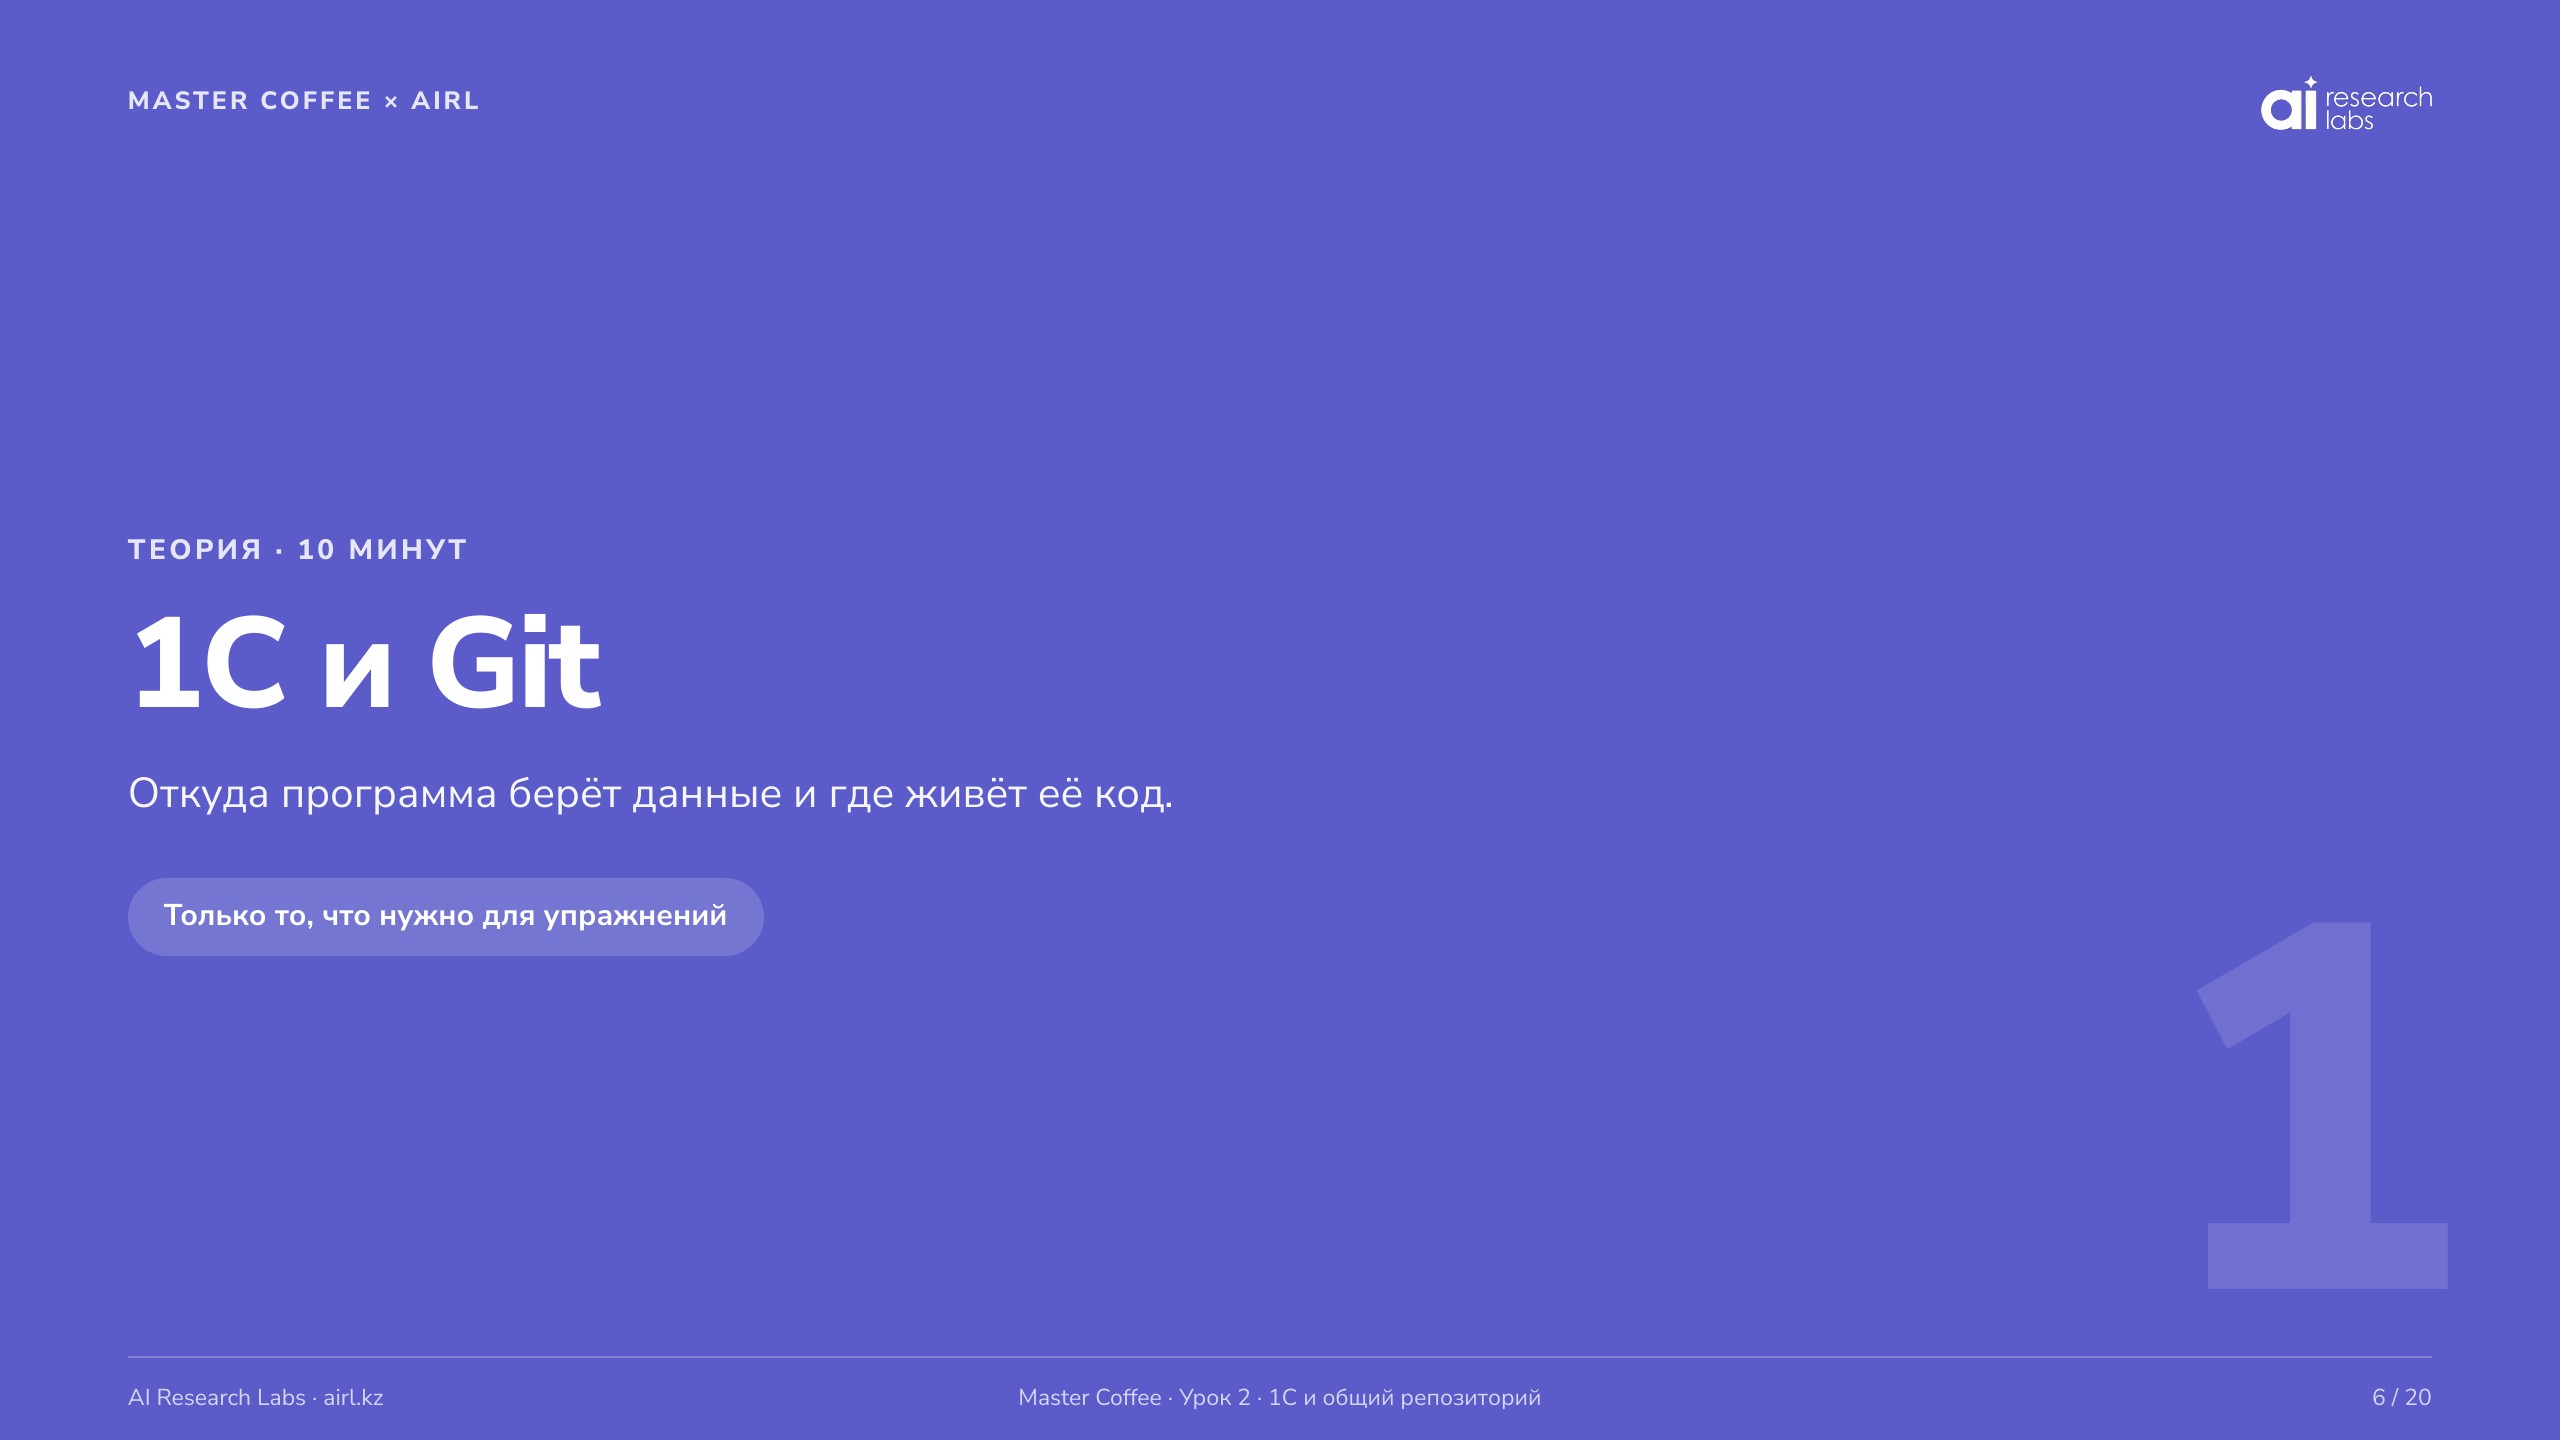 MASTER COFFEE × AIRL
ai research
labs
ТЕОРИЯ · 10 МИНУТ
1С и Git
Откуда программа берёт данные и где живёт её код.
Только то, что нужно для упражнений
1
AI Research Labs · airl.kz
Master Coffee · Урок 2 · 1С и общий репозиторий
6 / 20